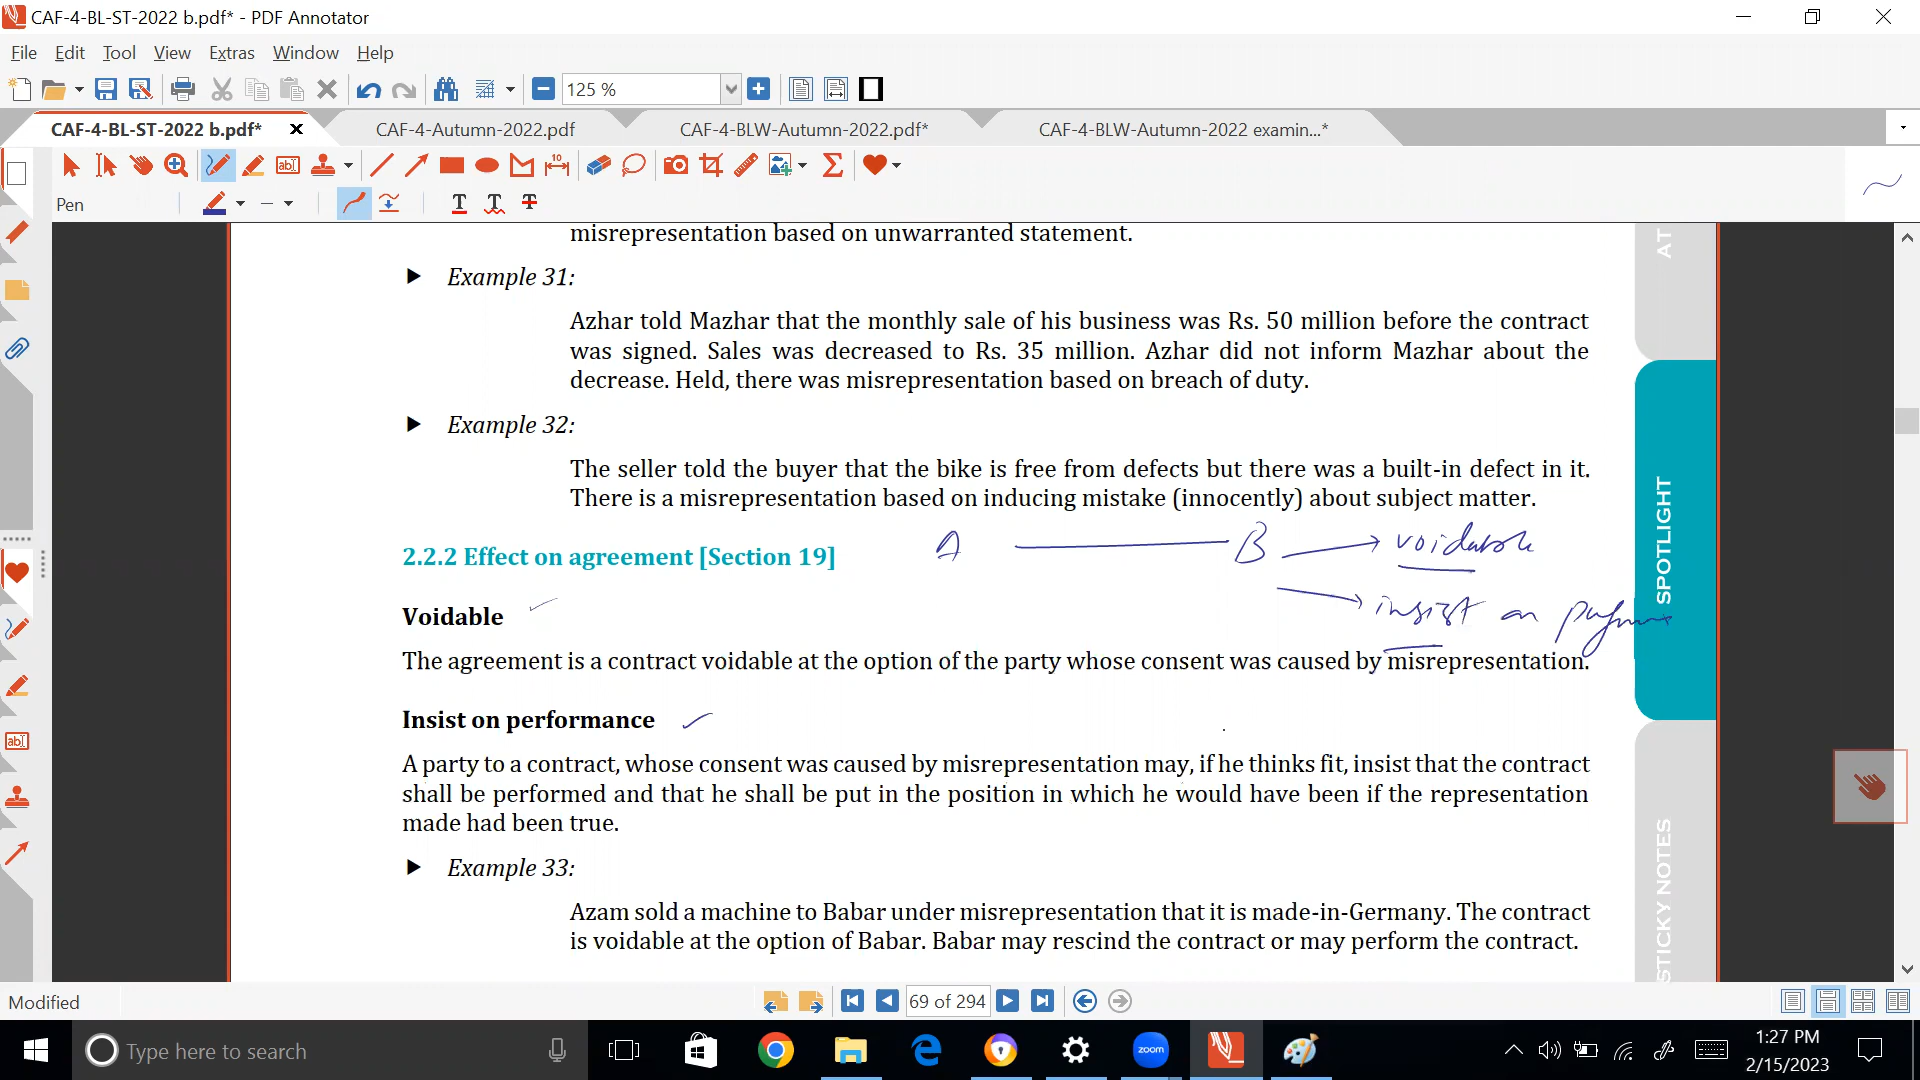 CAF-4-BL-ST-2022 b.pdf* - PDF Annotator
File Edit Tool View Extras Window Help
125 %
CAF-4-BL-ST-2022 b.pdf* CAF-4-Autumn-2022.pdf CAF-4-BLW-Autumn-2022.pdf* CAF-4-BLW-Autumn-2022 examin...*
Pen
misrepresentation based on unwarranted statement.
Example 31:
Azhar told Mazhar that the monthly sale of his business was Rs. 50 million before the contract
was signed. Sales was decreased to Rs. 35 million. Azhar did not inform Mazhar about the
decrease. Held, there was misrepresentation based on breach of duty.
Example 32:
The seller told the buyer that the bike is free from defects but there was a built-in defect in it.
There is a misrepresentation based on inducing mistake (innocently) about subject matter.
2.2.2 Effect on agreement [Section 19]
A B voidable
Voidable
insist on
The agreement is a contract voidable at the option of the party whose consent was caused by misrepresentation.
Insist on performance
A party to a contract, whose consent was caused by misrepresentation may, if he thinks fit, insist that the contract
shall be performed and that he shall be put in the position in which he would have been if the representation
made had been true.
Example 33:
Azam sold a machine to Babar under misrepresentation that it is made-in-Germany. The contract
is voidable at the option of Babar. Babar may rescind the contract or may perform the contract.
AT
SPOTLIGHT
STICKY NOTES
Modified
69 of 294
Type here to search
zoom
1:27 PM
2/15/2023